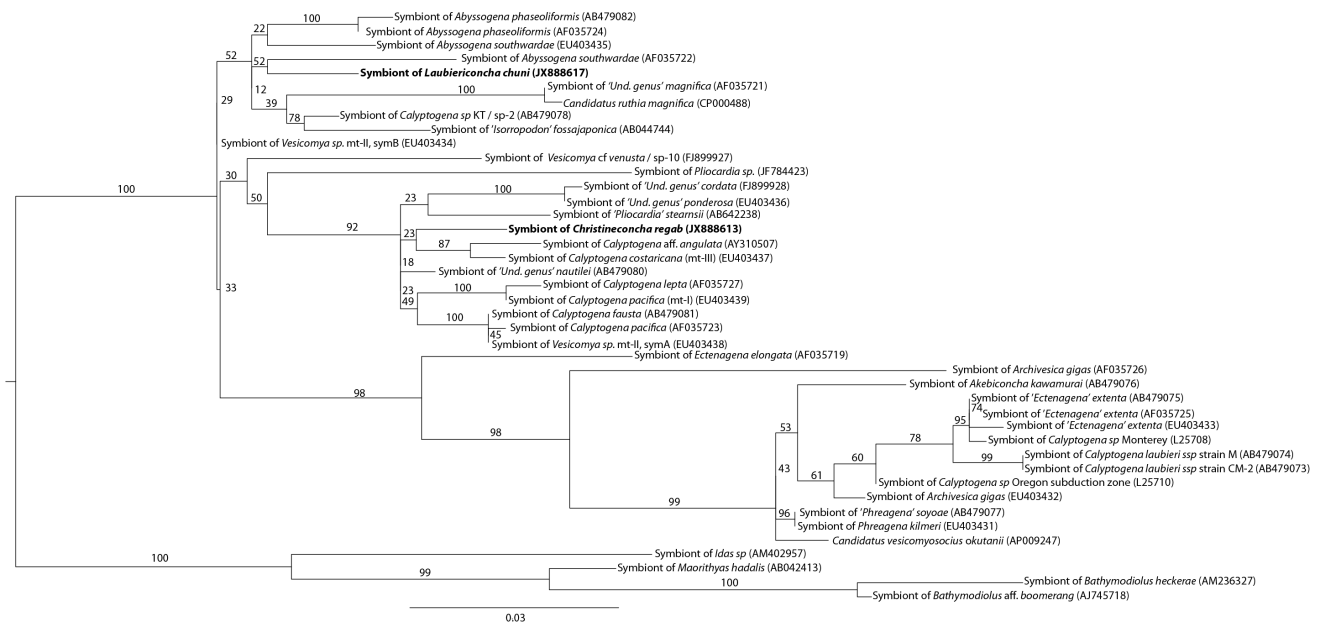 100
Symbiont of Abyssogena phaseoliformis (AB479082)
22
Symbiont of Abyssogena phaseoliformis (AF035724)
Symbiont of Abyssogena southwardae (EU403435)
52
52
Symbiont of Abyssogena southwardae (AF035722)
Symbiont of Laubiericoncha chuni (JX888617)
29
12
39
100
Symbiont of 'Und. genus' magnifica (AF035721)
Candidatus ruthia magnifica (CP000488)
78
Symbiont of Calyptogena sp KT / sp-2 (AB479078)
Symbiont of 'Isorropodon' fossajaponica (AB044744)
Symbiont of Vesicomya sp. mt-II, symB (EU403434)
Symbiont of Vesicomya cf venusta / sp-10 (FJ899927)
30
Symbiont of Pliocardia sp. (JF784423)
100
50
23
100
Symbiont of 'Und. genus' cordata (FJ899928)
Symbiont of 'Und. genus' ponderosa (EU403436)
Symbiont of 'Pliocardia' stearnsii (AB642238)
92
23
Symbiont of Christineconcha regab (JX888613)
87
Symbiont of Calyptogena aff. angulata (AY310507)
Symbiont of Calyptogena costaricana (mt-III) (EU403437)
18
Symbiont of 'Und. genus' nautilei (AB479080)
33
23
49
100
Symbiont of Calyptogena lepta (AF035727)
Symbiont of Calyptogena pacifica (mt-I) (EU403439)
100
Symbiont of Calyptogena fausta (AB479081)
Symbiont of Calyptogena pacifica (AF035723)
45
Symbiont of Vesicomya sp. mt-II, symA (EU403438)
Symbiont of Ectenagena elongata (AF035719)
98
Symbiont of Archivesica gigas (AF035726)
98
Symbiont of Akebiconcha kawamurai (AB479076)
Symbiont of 'Ectenagena' extenta (AB479075)
74
Symbiont of 'Ectenagena' extenta (AF035725)
95
Symbiont of 'Ectenagena' extenta (EU403433)
53
78
Symbiont of Calyptogena sp Monterey (L25708)
60
99
Symbiont of Calyptogena laubieri ssp strain M (AB479074)
43
Symbiont of Calyptogena laubieri ssp strain CM-2 (AB479073)
61
Symbiont of Calyptogena sp Oregon subduction zone (L25710)
Symbiont of Archivesica gigas (EU403432)
99
96
Symbiont of 'Phreagena' soyoae (AB479077)
Symbiont of Phreagena kilmeri (EU403431)
Candidatus vesicomyosocius okutanii (AP009247)
100
Symbiont of Idas sp (AM402957)
99
Symbiont of Maorithyas hadalis (AB042413)
100
Symbiont of Bathymodiolus heckerae (AM236327)
Symbiont of Bathymodiolus aff. boomerang (AJ745718)
0.03